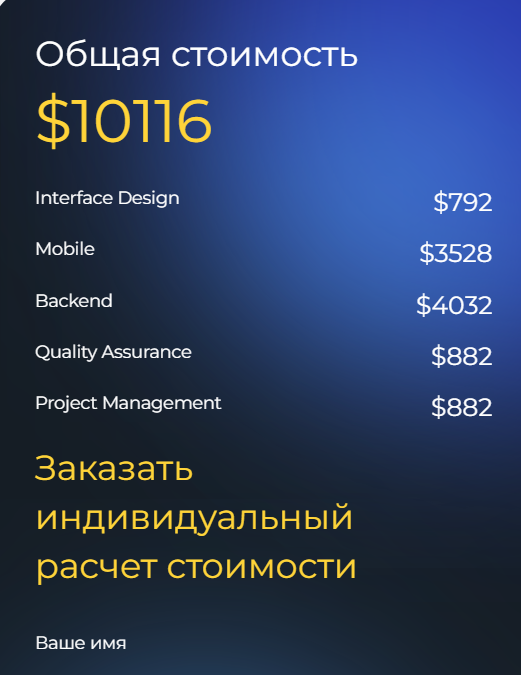 Общая стоимость
$10116
Interface Design $792
Mobile $3528
Backend $4032
Quality Assurance $882
Project Management $882
Заказать
индивидуальный
расчет стоимости
Ваше имя